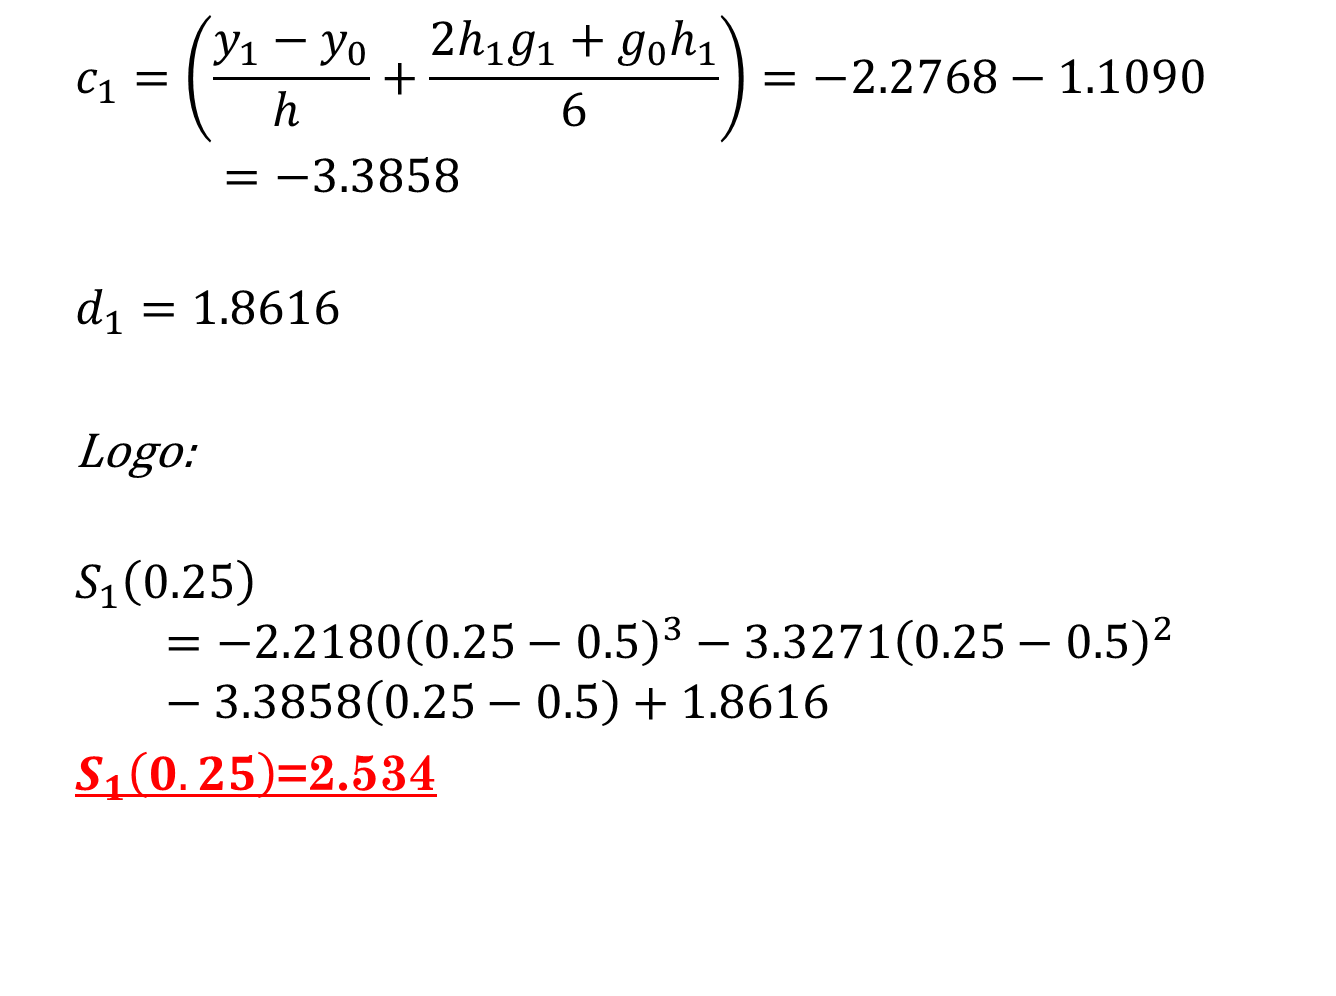 c₁ = ( (y₁ − y₀)/h + (2h₁g₁ + g₀h₁)/6 ) = −2.2768 − 1.1090
= −3.3858
d₁ = 1.8616
Logo:
S₁(0.25)
= −2.2180(0.25 − 0.5)³ − 3.3271(0.25 − 0.5)²
− 3.3858(0.25 − 0.5) + 1.8616
S₁(0.25)=2.534